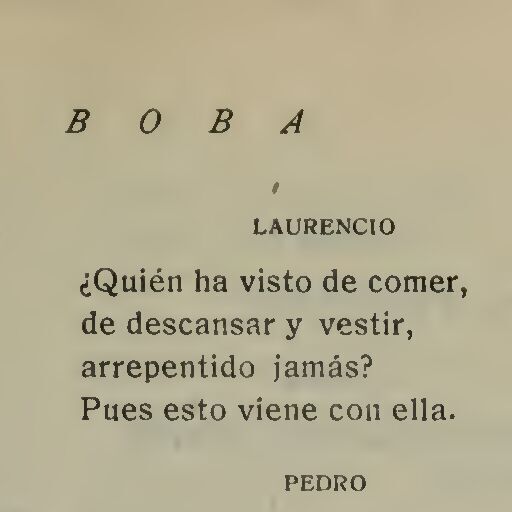 B O B A
LAURENCIO
¿Quién ha visto de comer,
de descansar y vestir,
arrepentido jamás?
Pues esto viene con ella.
PEDRO